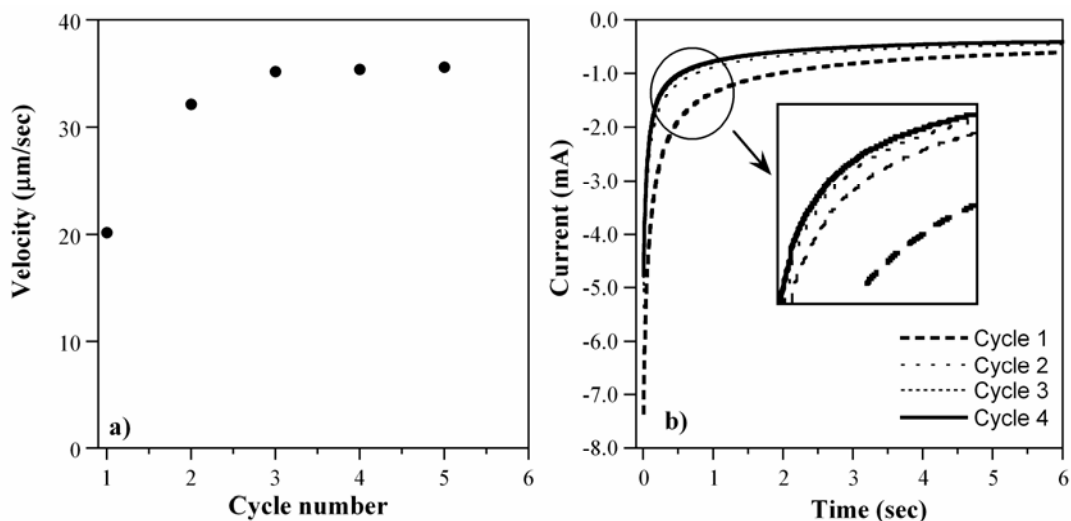 40
30
20
10
0
Velocity (µm/sec)
a)
1 2 3 4 5 6
Cycle number
0.0
-1.0
-2.0
-3.0
-4.0
-5.0
-6.0
-7.0
-8.0
Current (mA)
Cycle 1
Cycle 2
Cycle 3
Cycle 4
b)
0 1 2 3 4 5 6
Time (sec)